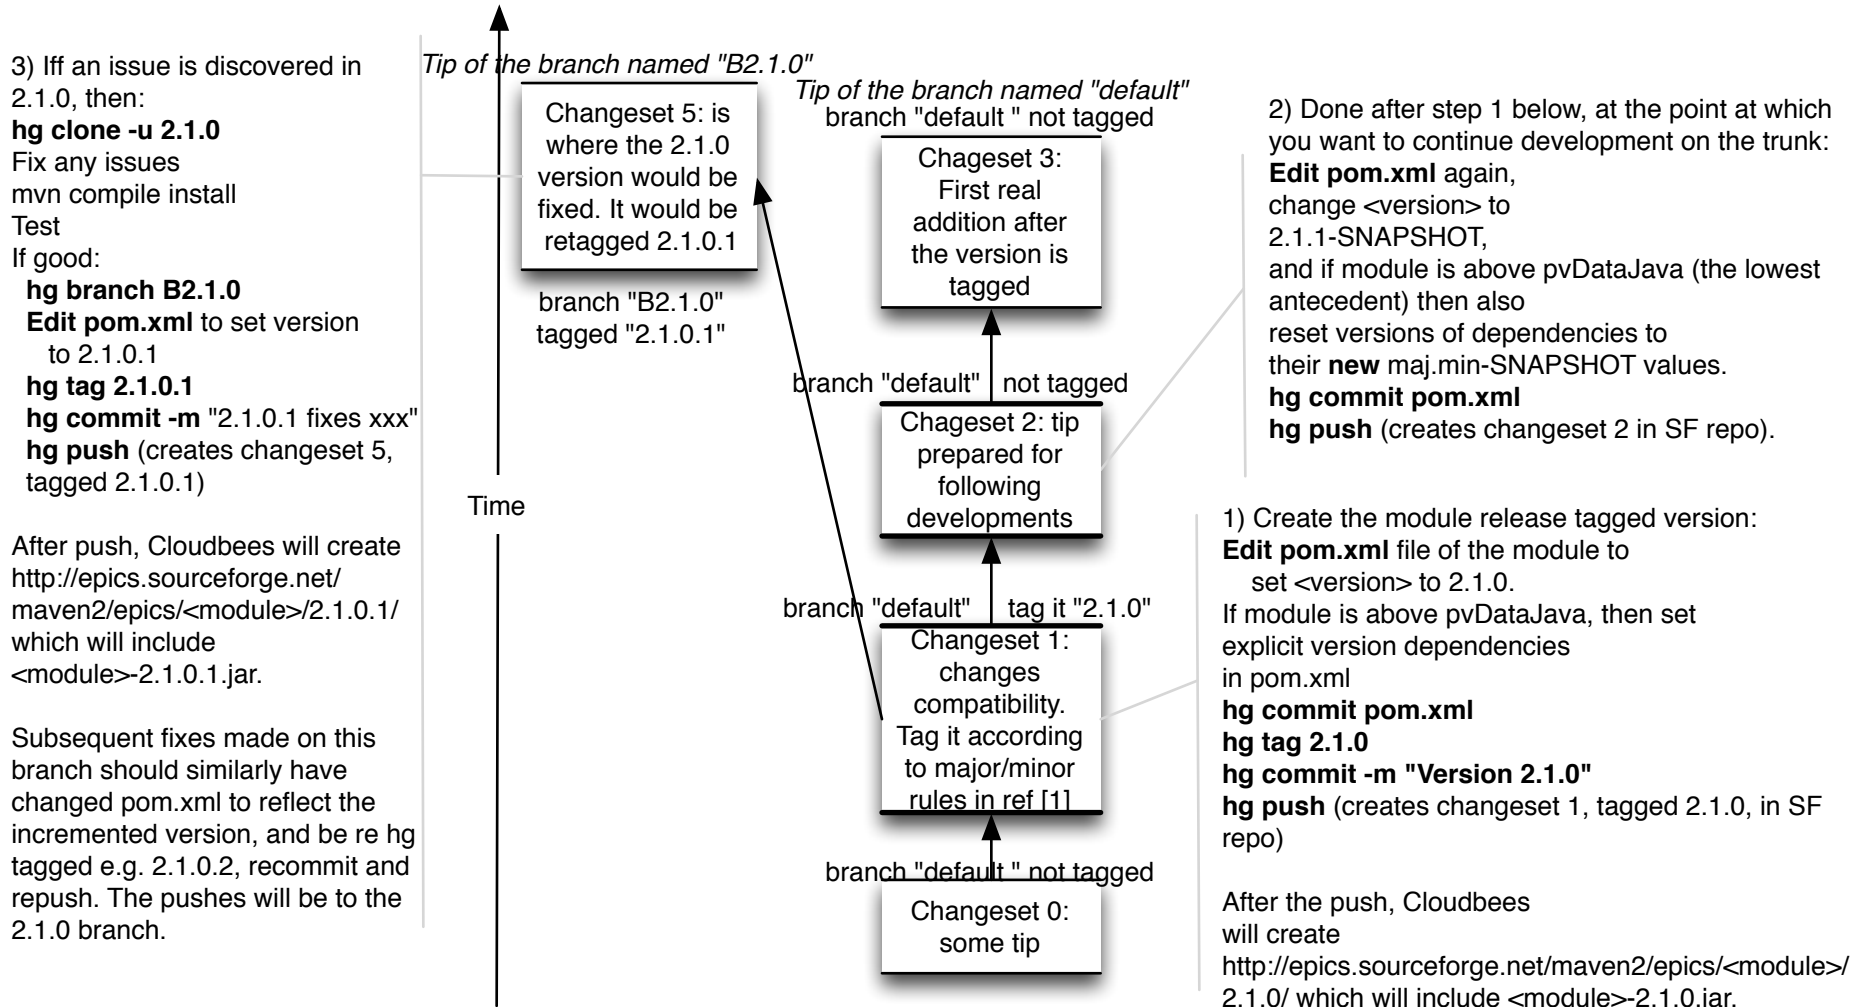 3) Iff an issue is discovered in
2.1.0, then:
hg clone -u 2.1.0
Fix any issues
mvn compile install
Test
If good:
hg branch B2.1.0
Edit pom.xml to set version
to 2.1.0.1
hg tag 2.1.0.1
hg commit -m "2.1.0.1 fixes xxx"
hg push (creates changeset 5,
tagged 2.1.0.1)
After push, Cloudbees will create
http://epics.sourceforge.net/
maven2/epics/<module>/2.1.0.1/
which will include
<module>-2.1.0.1.jar.
Subsequent fixes made on this
branch should similarly have
changed pom.xml to reflect the
incremented version, and be re hg
tagged e.g. 2.1.0.2, recommit and
repush. The pushes will be to the
2.1.0 branch.
Time
Tip of the branch named "B2.1.0"
Changeset 5: is
where the 2.1.0
version would be
fixed. It would be
retagged 2.1.0.1
branch "B2.1.0"
tagged "2.1.0.1"
Tip of the branch named "default"
branch "default " not tagged
Chageset 3:
First real
addition after
the version is
tagged
branch "default" not tagged
Chageset 2: tip
prepared for
following
developments
branch "default" tag it "2.1.0"
Changeset 1:
changes
compatibility.
Tag it according
to major/minor
rules in ref [1]
branch "default " not tagged
Changeset 0:
some tip
2) Done after step 1 below, at the point at which
you want to continue development on the trunk:
Edit pom.xml again,
change <version> to
2.1.1-SNAPSHOT,
and if module is above pvDataJava (the lowest
antecedent) then also
reset versions of dependencies to
their new maj.min-SNAPSHOT values.
hg commit pom.xml
hg push (creates changeset 2 in SF repo).
1) Create the module release tagged version:
Edit pom.xml file of the module to
set <version> to 2.1.0.
If module is above pvDataJava, then set
explicit version dependencies
in pom.xml
hg commit pom.xml
hg tag 2.1.0
hg commit -m "Version 2.1.0"
hg push (creates changeset 1, tagged 2.1.0, in SF
repo)
After the push, Cloudbees
will create
http://epics.sourceforge.net/maven2/epics/<module>/
2.1.0/ which will include <module>-2.1.0.jar.